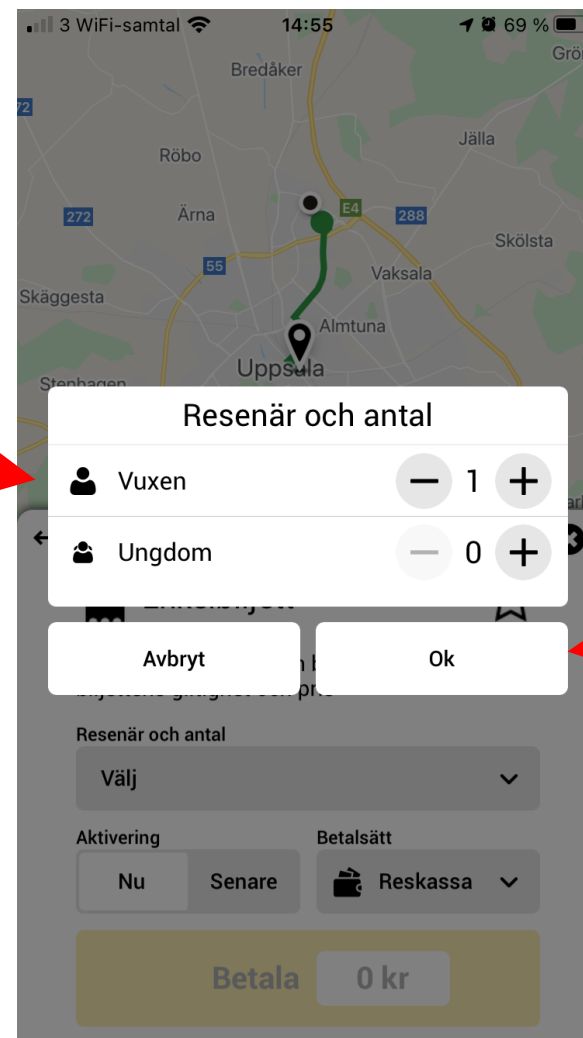 3 WiFi-samtal 14:55 69 %
Bredåker
72
Jälla
Röbo
272
Ärna
E4
288
Skölsta
55
Vaksala
Skäggesta
Almtuna
Uppsala
Stenhagen
Resenär och antal
Vuxen 1
Ungdom 0
Avbryt Ok
Resenär och antal
Välj
Aktivering Betalsätt
Nu Senare Reskassa
Betala 0 kr